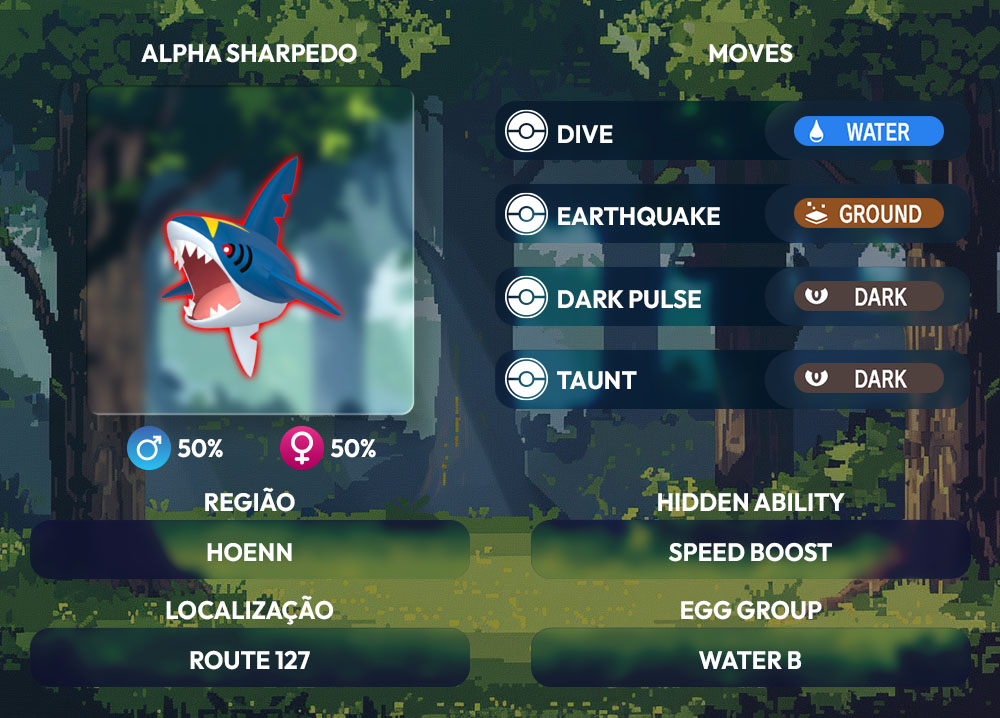 ALPHA SHARPEDO
50%
50%
REGIÃO
HOENN
LOCALIZAÇÃO
ROUTE 127
MOVES
DIVE
WATER
EARTHQUAKE
GROUND
DARK PULSE
DARK
TAUNT
DARK
HIDDEN ABILITY
SPEED BOOST
EGG GROUP
WATER B